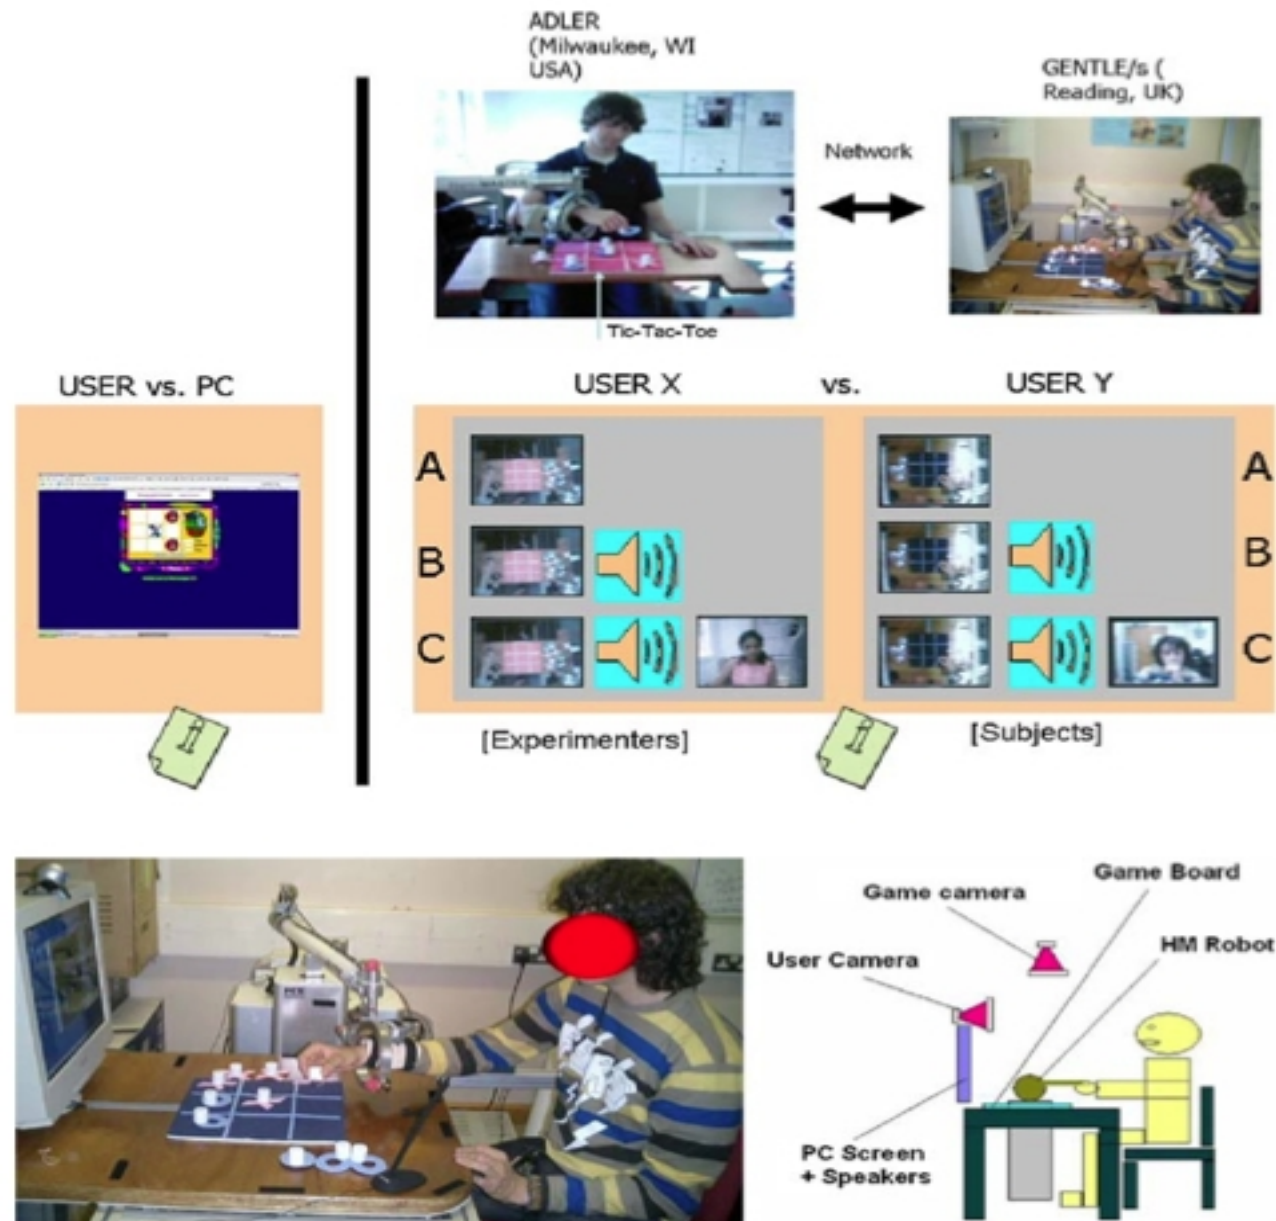 ADLER
(Milwaukee, WI
USA)
GENTLE/s (
Reading, UK)
Network
Tic-Tac-Toe
USER vs. PC
USER X vs. USER Y
A A
B B
C C
i i
[Experimenters] [Subjects]
Game Board
Game camera
HM Robot
User Camera
PC Screen
+ Speakers